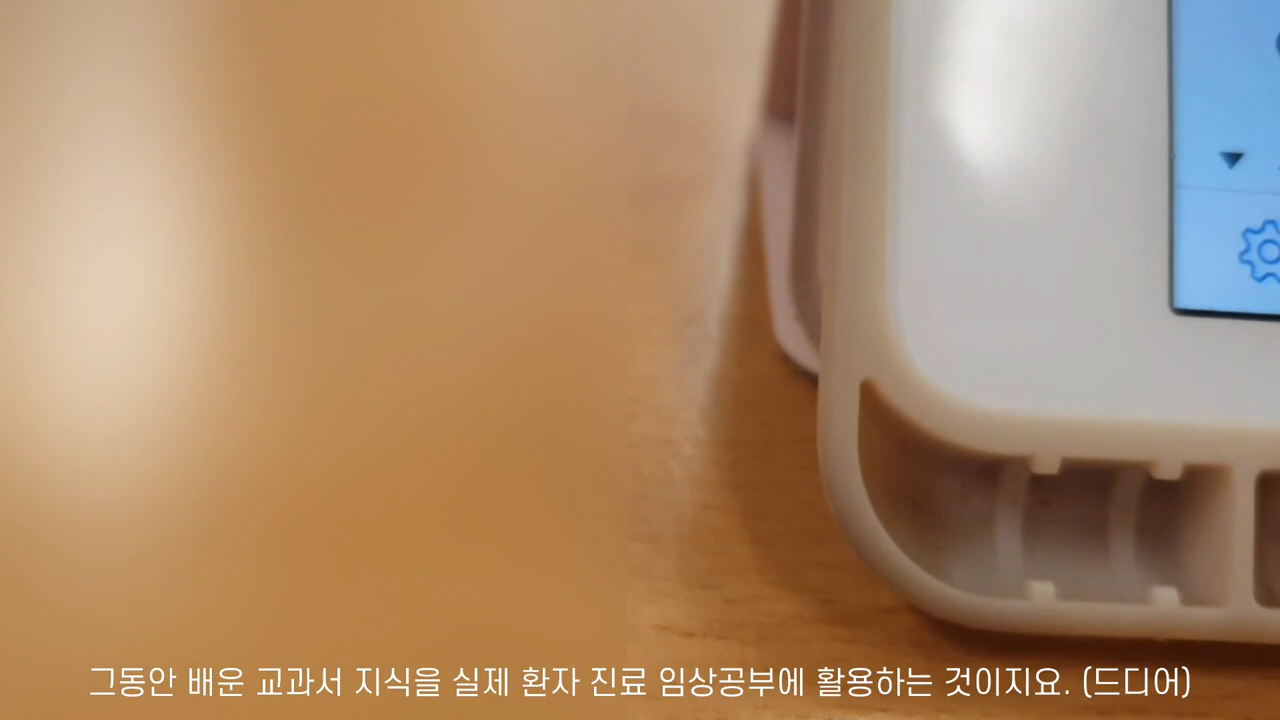 그동안 배운 교과서 지식을 실제 환자 진료 임상공부에 활용하는 것이지요. (드디어)